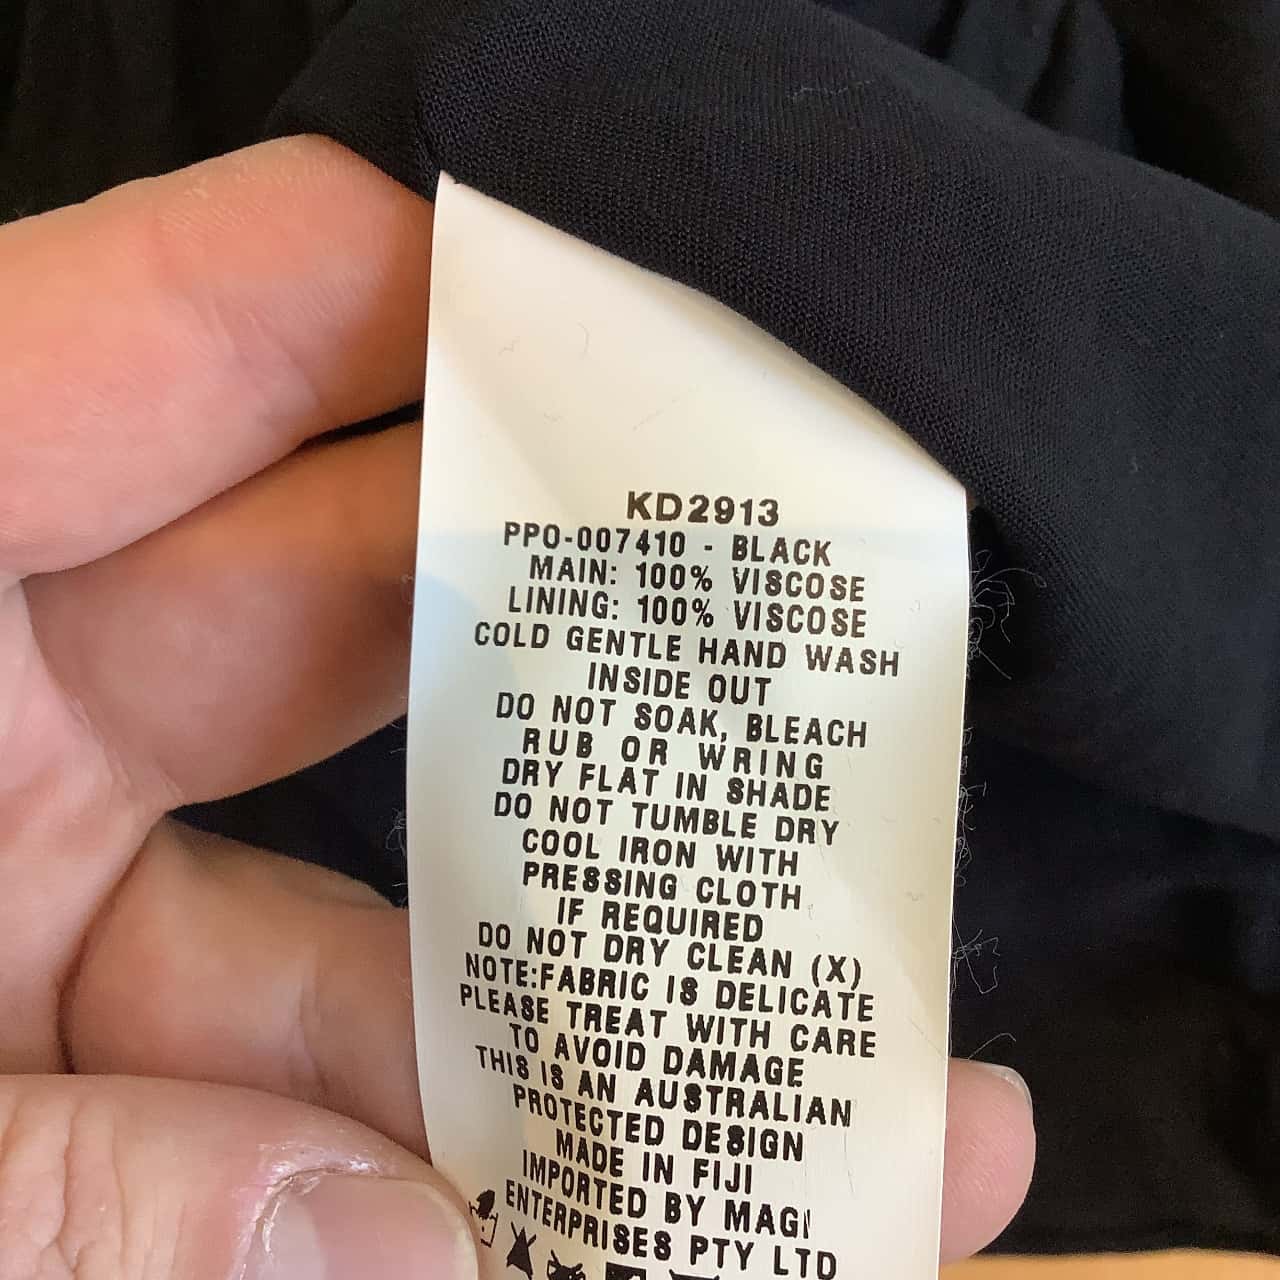 KD2913
PPO-007410 - BLACK
MAIN: 100% VISCOSE
LINING: 100% VISCOSE
COLD GENTLE HAND WASH
INSIDE OUT
DO NOT SOAK, BLEACH
RUB OR WRING
DRY FLAT IN SHADE
DO NOT TUMBLE DRY
COOL IRON WITH
PRESSING CLOTH
IF REQUIRED
DO NOT DRY CLEAN (X)
NOTE:FABRIC IS DELICATE
PLEASE TREAT WITH CARE
TO AVOID DAMAGE
THIS IS AN AUSTRALIAN
PROTECTED DESIGN
MADE IN FIJI
IMPORTED BY MAGI
ENTERPRISES PTY LTD